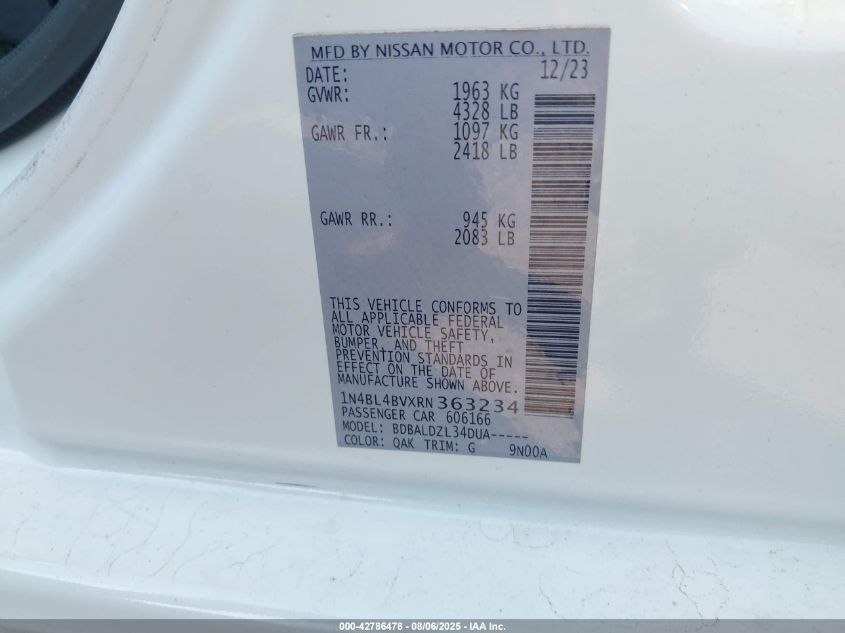 MFD BY NISSAN MOTOR CO., LTD.
DATE: 12/23
GVWR: 1963 KG
4328 LB
GAWR FR.: 1097 KG
2418 LB
GAWR RR.: 945 KG
2083 LB
THIS VEHICLE CONFORMS TO
ALL APPLICABLE FEDERAL
MOTOR VEHICLE SAFETY,
BUMPER, AND THEFT
PREVENTION STANDARDS IN
EFFECT ON THE DATE OF
MANUFACTURE SHOWN ABOVE.
1N4BL4BVXRN363234
PASSENGER CAR 606166
MODEL: BDBALDZL34DUA-----
COLOR: QAK TRIM: G 9N00A
000-42786478 - 08/06/2025 - IAA Inc.